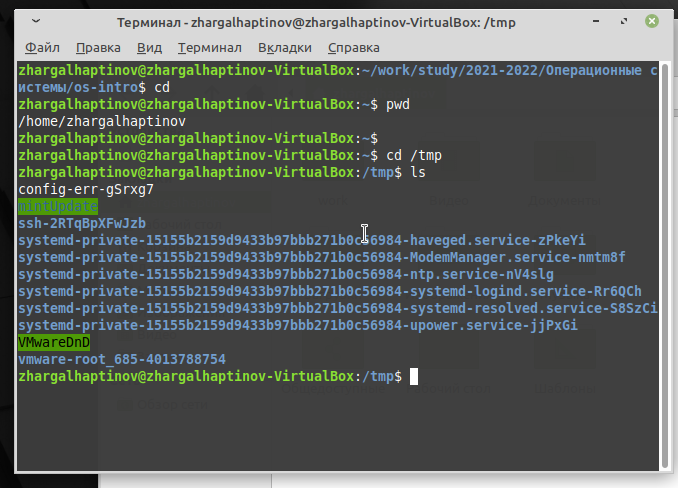 Терминал - zhargalhaptinov@zhargalhaptinov-VirtualBox: /tmp
Файл Правка Вид Терминал Вкладки Справка
zhargalhaptinov@zhargalhaptinov-VirtualBox:~/work/study/2021-2022/Операционные с
истемы/os-intro$ cd
zhargalhaptinov@zhargalhaptinov-VirtualBox:~$ pwd
/home/zhargalhaptinov
zhargalhaptinov@zhargalhaptinov-VirtualBox:~$
zhargalhaptinov@zhargalhaptinov-VirtualBox:~$ cd /tmp
zhargalhaptinov@zhargalhaptinov-VirtualBox:/tmp$ ls
config-err-gSrxg7
mintUpdate
ssh-2RTqBpXFwJzb
systemd-private-15155b2159d9433b97bbb271b0c56984-haveged.service-zPkeYi
systemd-private-15155b2159d9433b97bbb271b0c56984-ModemManager.service-nmtm8f
systemd-private-15155b2159d9433b97bbb271b0c56984-ntp.service-nV4slg
systemd-private-15155b2159d9433b97bbb271b0c56984-systemd-logind.service-Rr6QCh
systemd-private-15155b2159d9433b97bbb271b0c56984-systemd-resolved.service-S8SzCi
systemd-private-15155b2159d9433b97bbb271b0c56984-upower.service-jjPxGi
VMwareDnD
vmware-root_685-4013788754
zhargalhaptinov@zhargalhaptinov-VirtualBox:/tmp$